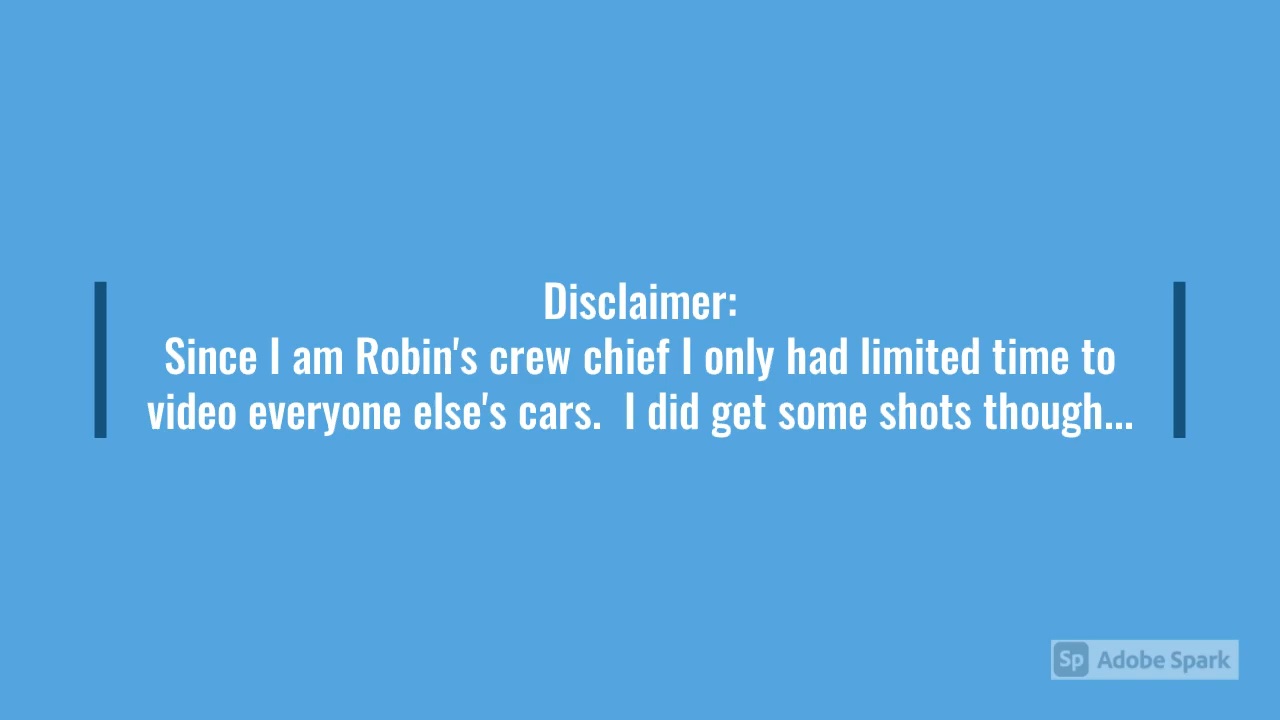 Disclaimer:
Since I am Robin's crew chief I only had limited time to
video everyone else's cars.  I did get some shots though...
Sp Adobe Spark